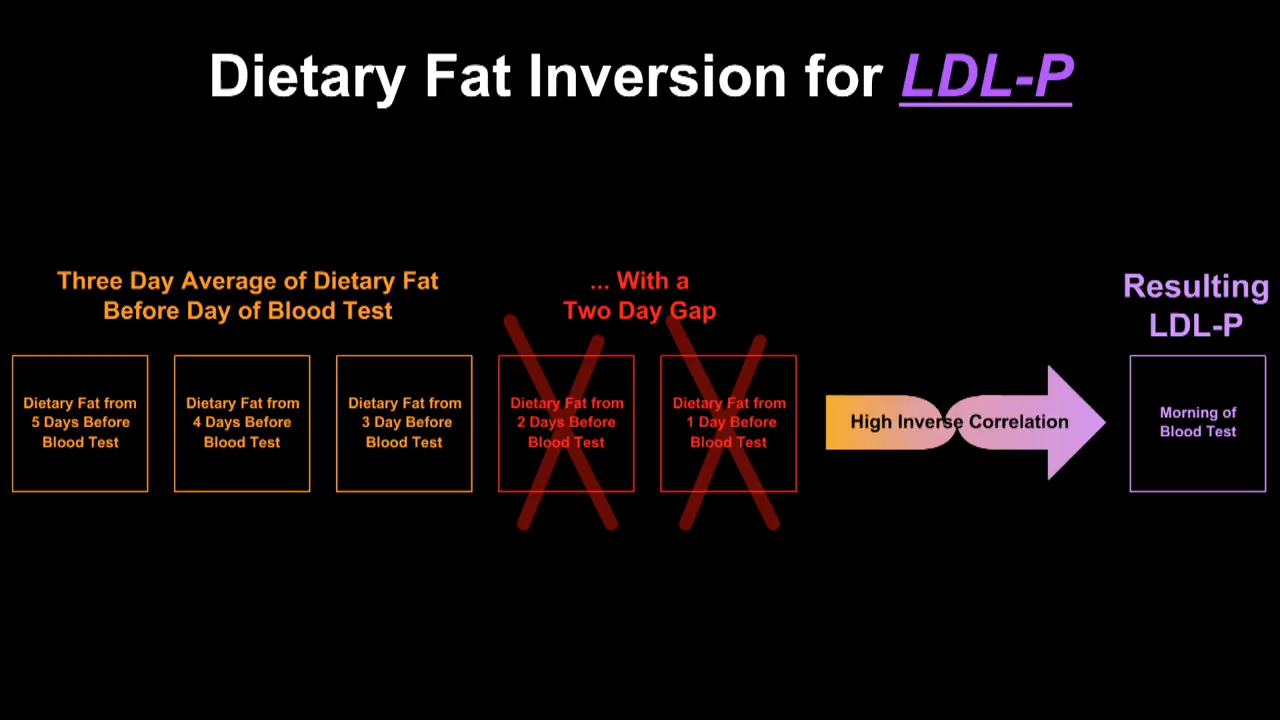 Dietary Fat Inversion for LDL-P
Three Day Average of Dietary Fat
Before Day of Blood Test
... With a
Two Day Gap
Resulting
LDL-P
Dietary Fat from
5 Days Before
Blood Test
Dietary Fat from
4 Days Before
Blood Test
Dietary Fat from
3 Day Before
Blood Test
Dietary Fat from
2 Days Before
Blood Test
Dietary Fat from
1 Day Before
Blood Test
High Inverse Correlation
Morning of
Blood Test